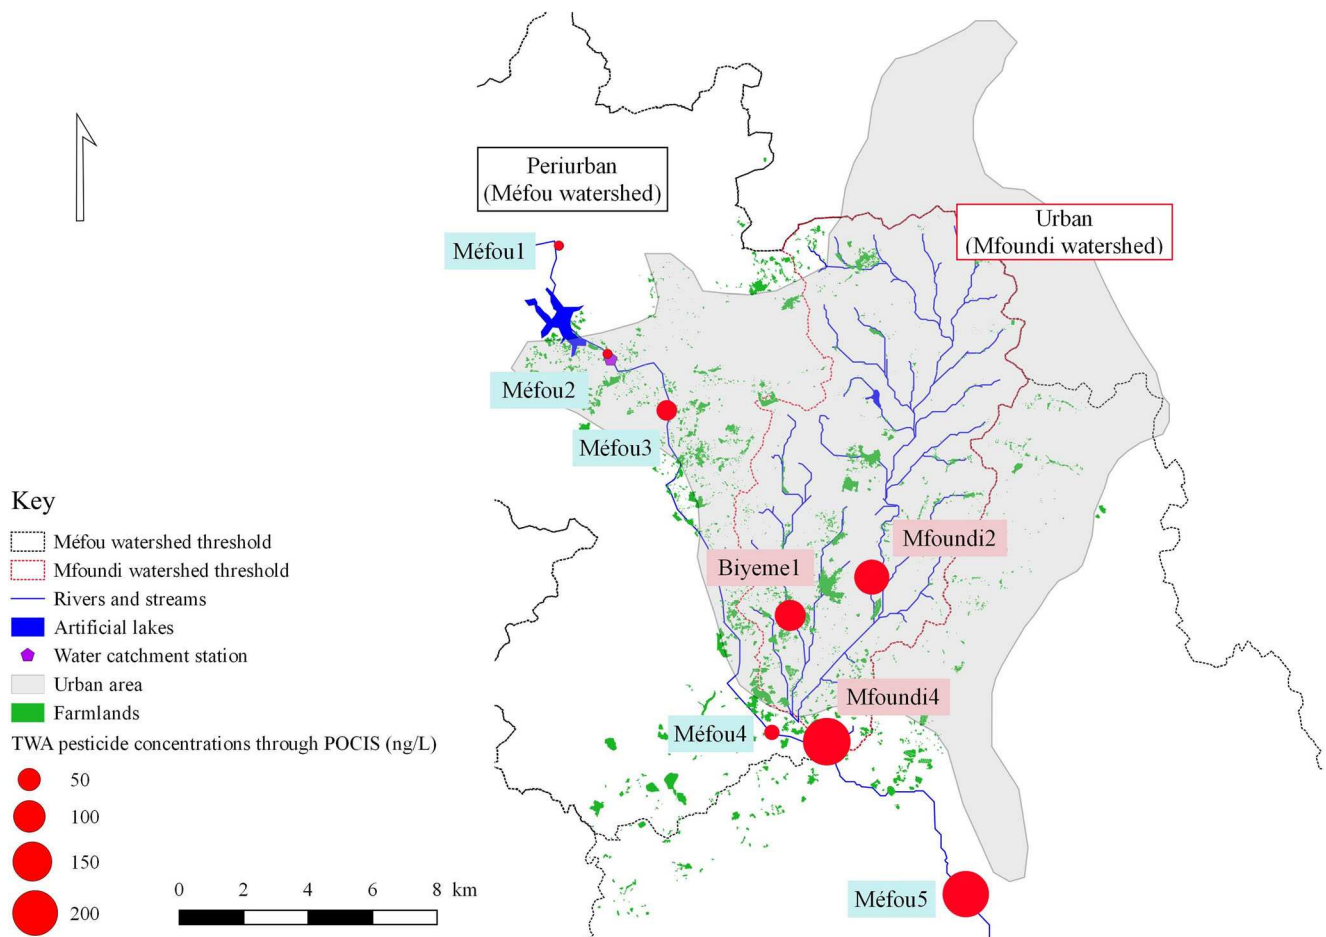 Periurban
(Méfou watershed)
Urban
(Mfoundi watershed)
Méfou1
Méfou2
Méfou3
Mfoundi2
Biyeme1
Mfoundi4
Méfou4
Méfou5
Key
Méfou watershed threshold
Mfoundi watershed threshold
Rivers and streams
Artificial lakes
Water catchment station
Urban area
Farmlands
TWA pesticide concentrations through POCIS (ng/L)
50
100
150
200
0 2 4 6 8 km